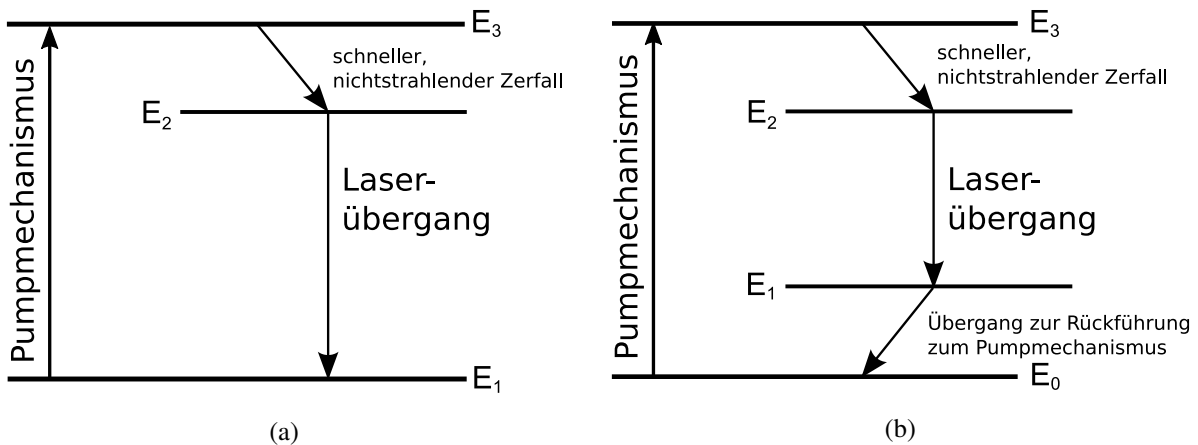 E3
schneller,
nichtstrahlender Zerfall
E2
Pumpmechanismus
Laser-
übergang
E1
(a)
E3
schneller,
nichtstrahlender Zerfall
E2
Pumpmechanismus
Laser-
übergang
E1
Übergang zur Rückführung
zum Pumpmechanismus
E0
(b)